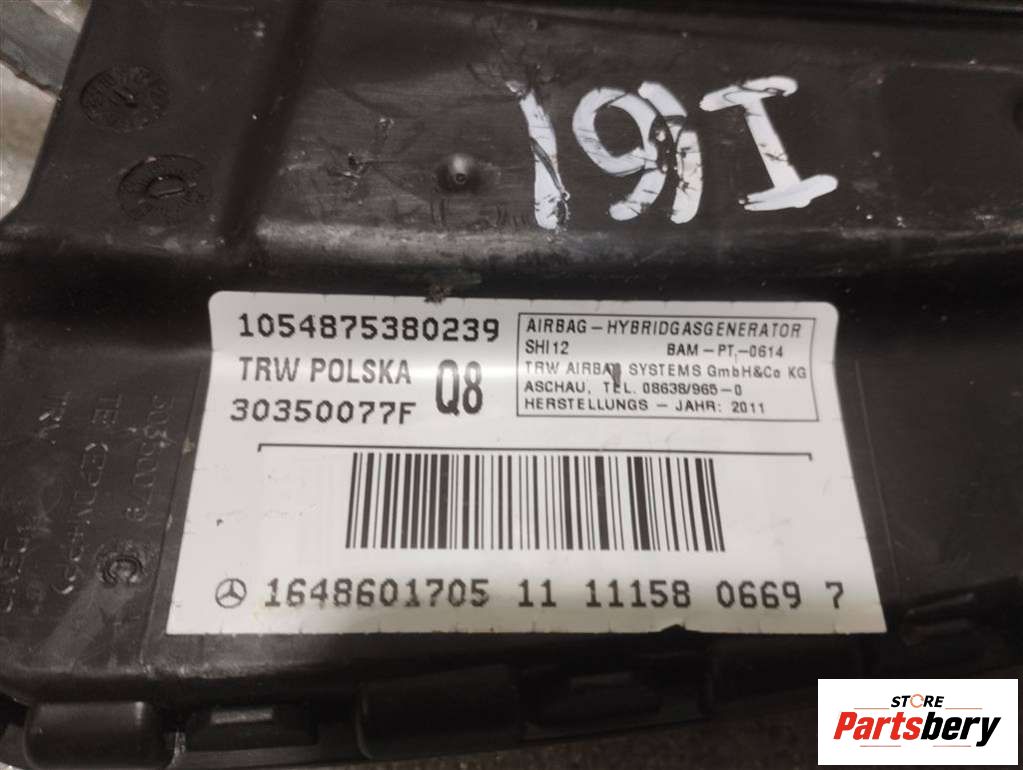 191I
1054875380239
TRW POLSKA
30350077F
Q8
AIRBAG – HYBRIDGASGENERATOR
SHI12 BAM – PT.–0614
TRW AIRBAG SYSTEMS GmbH&Co KG
ASCHAU, TEL. 08638/965–0
HERSTELLUNGS – JAHR: 2011
1648601705 11 11158 0669 7
C
STORE
Partsbery